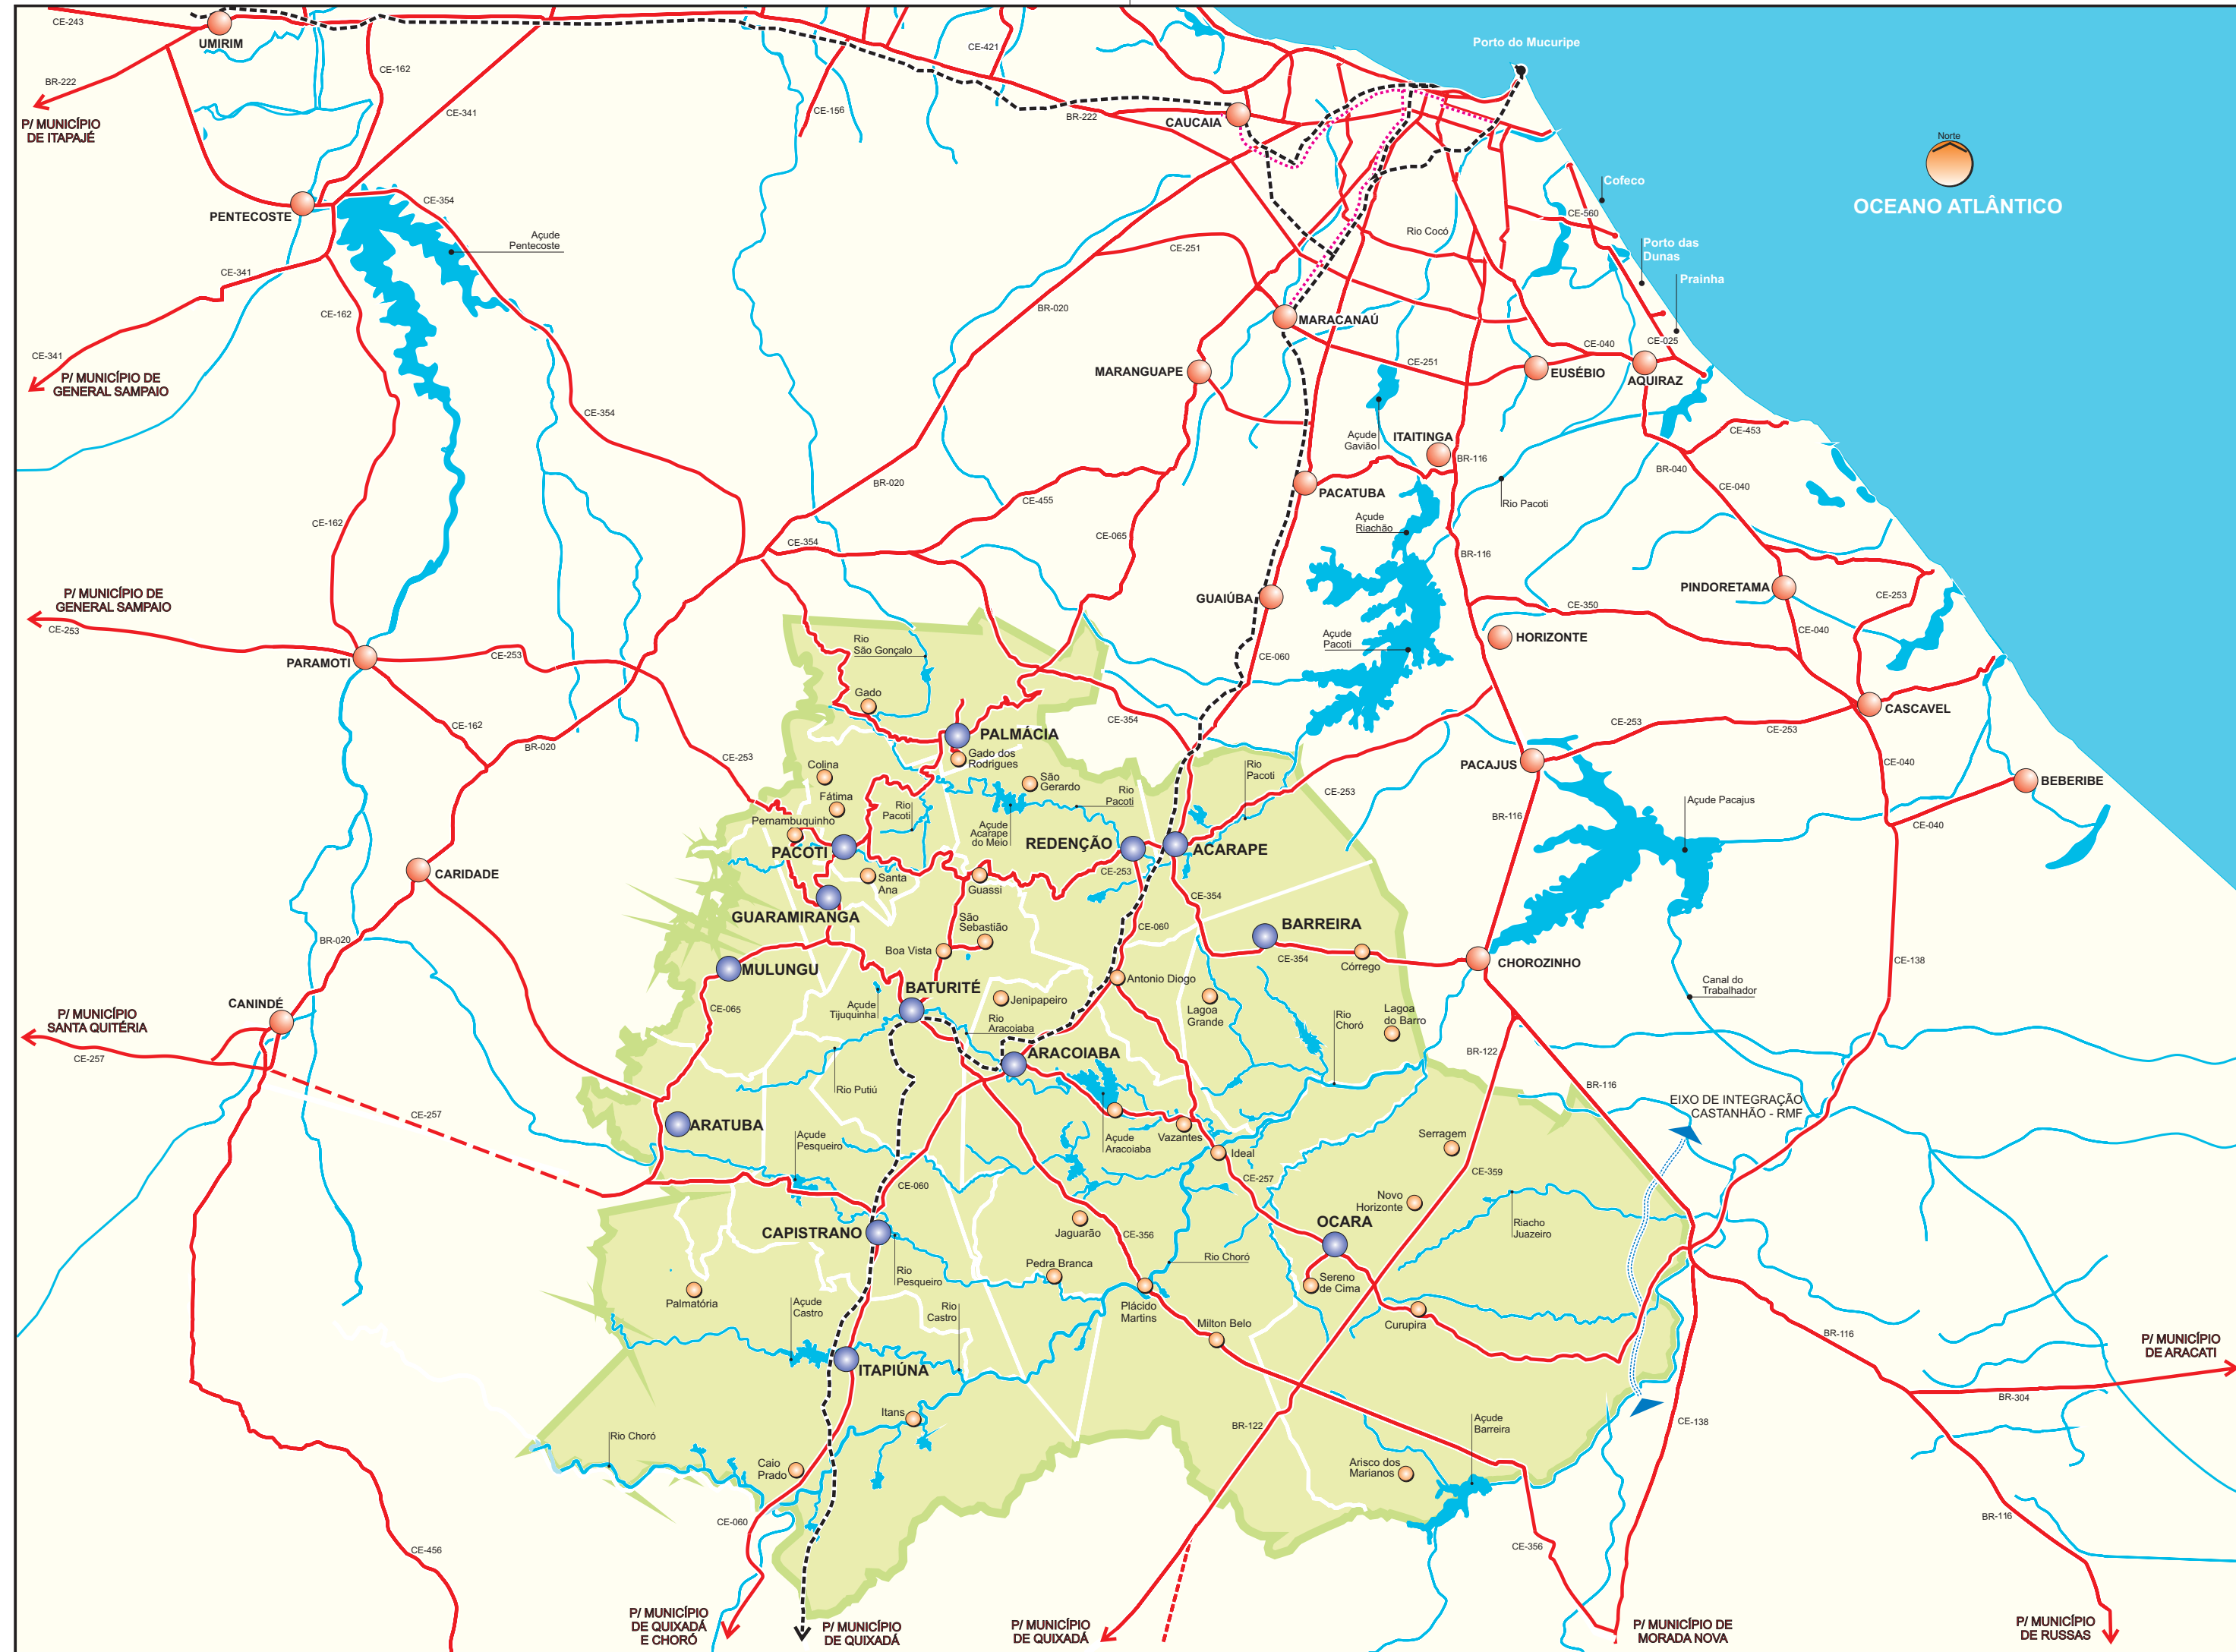 CE-243
UMIRIM
BR-222
P/ MUNICÍPIO
DE ITAPAJÉ
CE-162
CE-341
CE-156
CE-421
BR-222
CAUCAIA
Porto do Mucuripe
Norte
OCEANO ATLÂNTICO
Cofeco
CE-560
Porto das
Dunas
Prainha
Rio Cocó
PENTECOSTE
CE-354
Açude
Pentecoste
CE-341
CE-162
CE-341
P/ MUNICÍPIO DE
GENERAL SAMPAIO
CE-354
CE-251
BR-020
MARACANAÚ
MARANGUAPE
CE-251
CE-040
CE-025
EUSÉBIO
AQUIRAZ
Açude
Gavião
ITAITINGA
BR-116
CE-453
BR-040
CE-040
BR-020
CE-455
PACATUBA
Rio Pacoti
Açude
Riachão
CE-162
CE-354
CE-065
BR-116
P/ MUNICÍPIO DE
GENERAL SAMPAIO
CE-253
GUAIÚBA
PINDORETAMA
CE-253
CE-350
CE-040
HORIZONTE
Açude
Pacoti
CE-060
PARAMOTI
CE-253
Rio
São Gonçalo
Gado
CE-162
BR-020
CE-354
PALMÁCIA
Gado dos
Rodrigues
CE-253
CE-253
CASCAVEL
CE-253
Colina
São
Gerardo
Rio
Pacoti
Rio
Pacoti
CE-253
PACAJUS
CE-040
BEBERIBE
Fátima
Rio
Pacoti
Pernambuquinho
Açude
Acarape
do Meio
BR-116
Açude Pacajus
CE-040
PACOTI
REDENÇÃO
ACARAPE
CARIDADE
Santa
Ana
Guassi
CE-253
CE-354
GUARAMIRANGA
São
Sebastião
CE-060
BARREIRA
BR-020
Boa Vista
CE-354
Córrego
CHOROZINHO
CE-138
MULUNGU
Antonio Diogo
Canal do
Trabalhador
BATURITÉ
Jenipapeiro
CANINDÉ
CE-065
Açude
Tijuquinha
Lagoa
Grande
Rio
Choró
Lagoa
do Barro
P/ MUNICÍPIO
SANTA QUITÉRIA
Rio
Aracoiaba
CE-257
ARACOIABA
BR-122
BR-116
Rio Putiú
EIXO DE INTEGRAÇÃO
CASTANHÃO - RMF
CE-257
ARATUBA
Açude
Pesqueiro
Açude
Aracoiaba
Vazantes
Ideal
Serragem
CE-060
CE-257
CE-359
Novo
Horizonte
CAPISTRANO
Jaguarão
CE-356
OCARA
Riacho
Juazeiro
Rio
Pesqueiro
Pedra Branca
Rio Choró
Sereno
de Cima
Palmatória
Açude
Castro
Rio
Castro
Plácido
Martins
Milton Belo
Curupira
BR-116
P/ MUNICÍPIO
DE ARACATI
ITAPIÚNA
BR-304
Itans
BR-122
Açude
Barreira
CE-138
Rio Choró
Caio
Prado
Arisco dos
Marianos
CE-060
BR-116
CE-456
CE-356
P/ MUNICÍPIO
DE QUIXADÁ
E CHORÓ
P/ MUNICÍPIO
DE QUIXADÁ
P/ MUNICÍPIO
DE QUIXADÁ
P/ MUNICÍPIO DE
MORADA NOVA
P/ MUNICÍPIO
DE RUSSAS